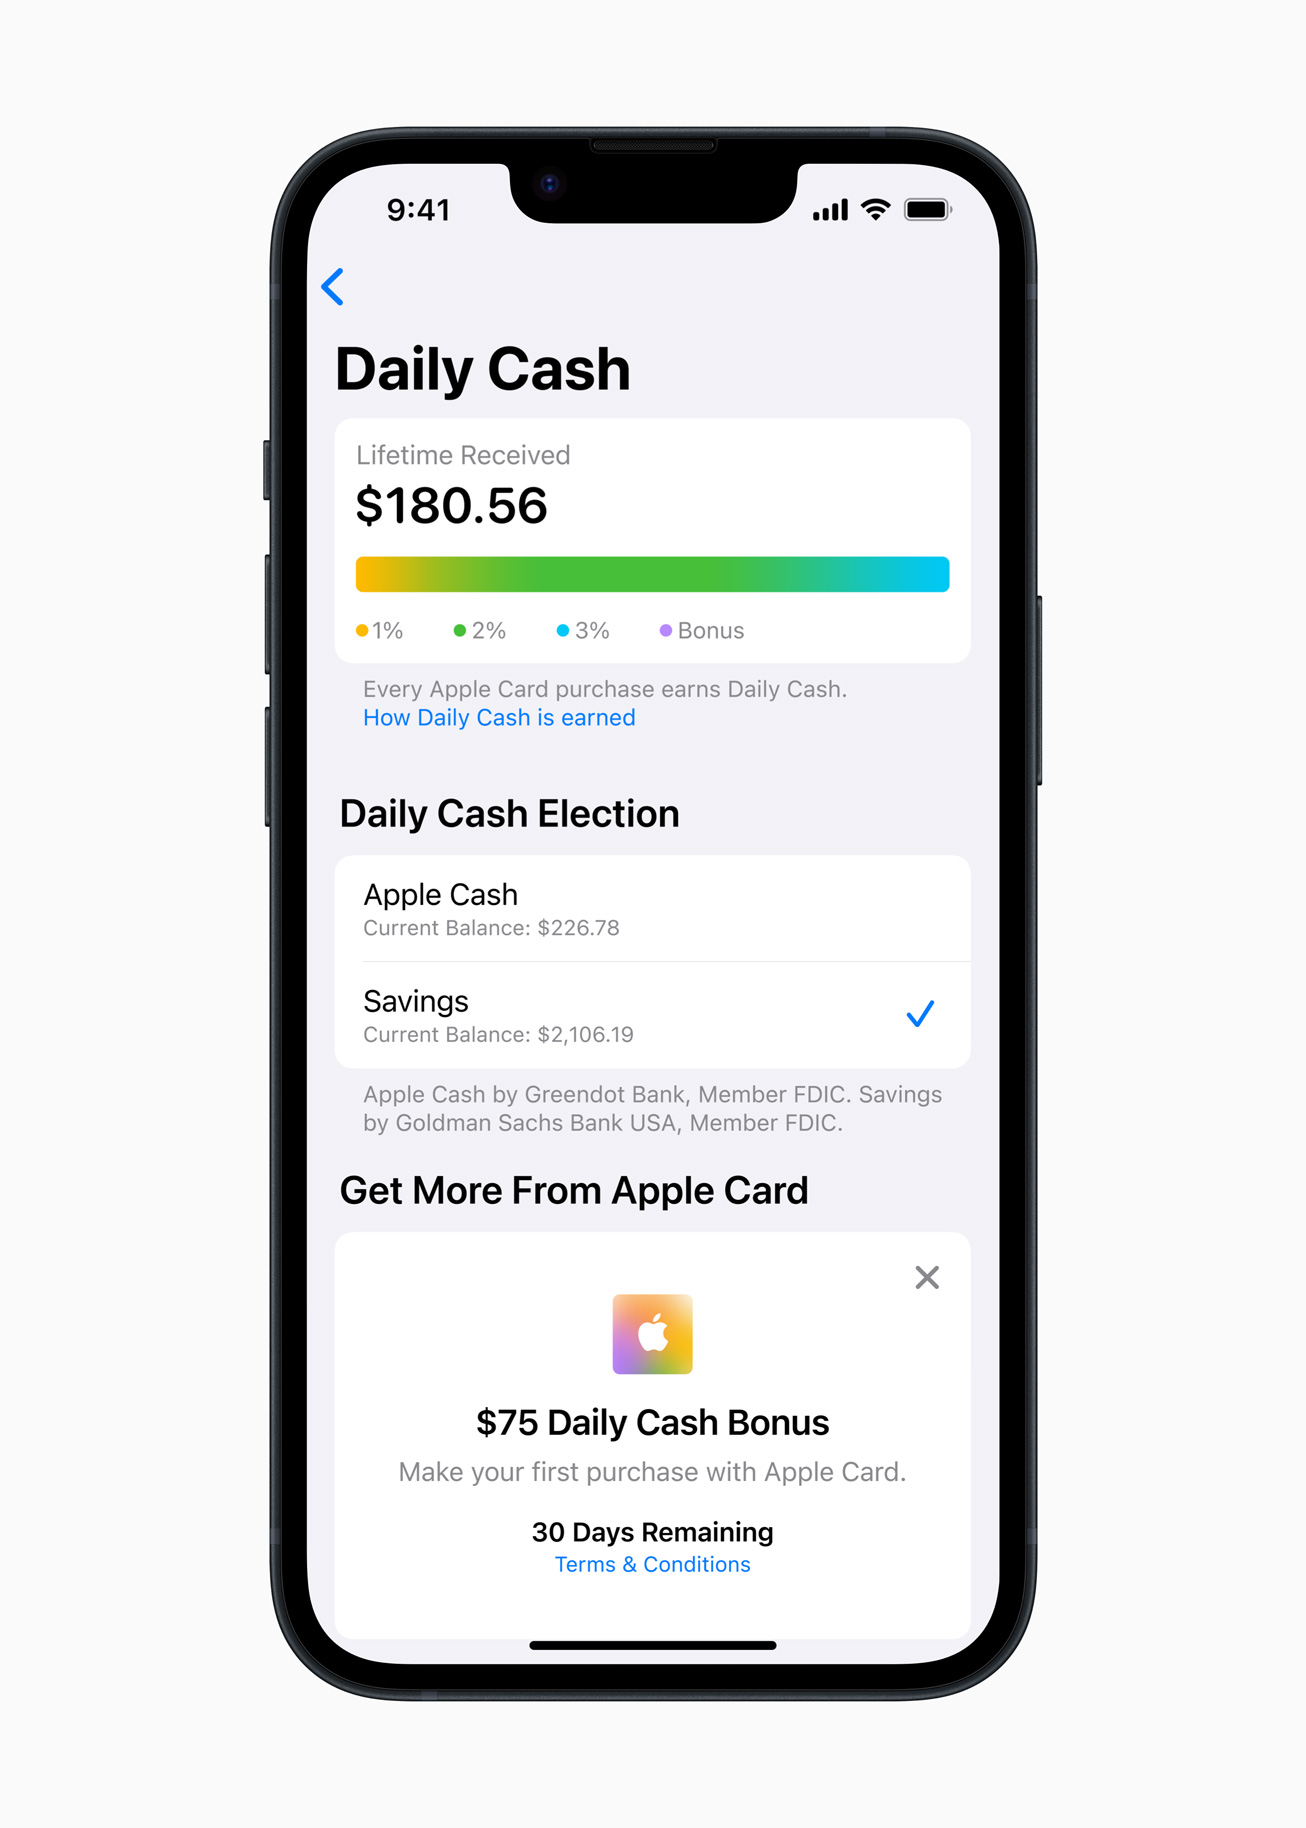 9:41
Daily Cash
Lifetime Received
$180.56
1% 2% 3% Bonus
Every Apple Card purchase earns Daily Cash.
How Daily Cash is earned
Daily Cash Election
Apple Cash
Current Balance: $226.78
Savings
Current Balance: $2,106.19
Apple Cash by Greendot Bank, Member FDIC. Savings
by Goldman Sachs Bank USA, Member FDIC.
Get More From Apple Card
$75 Daily Cash Bonus
Make your first purchase with Apple Card.
30 Days Remaining
Terms & Conditions